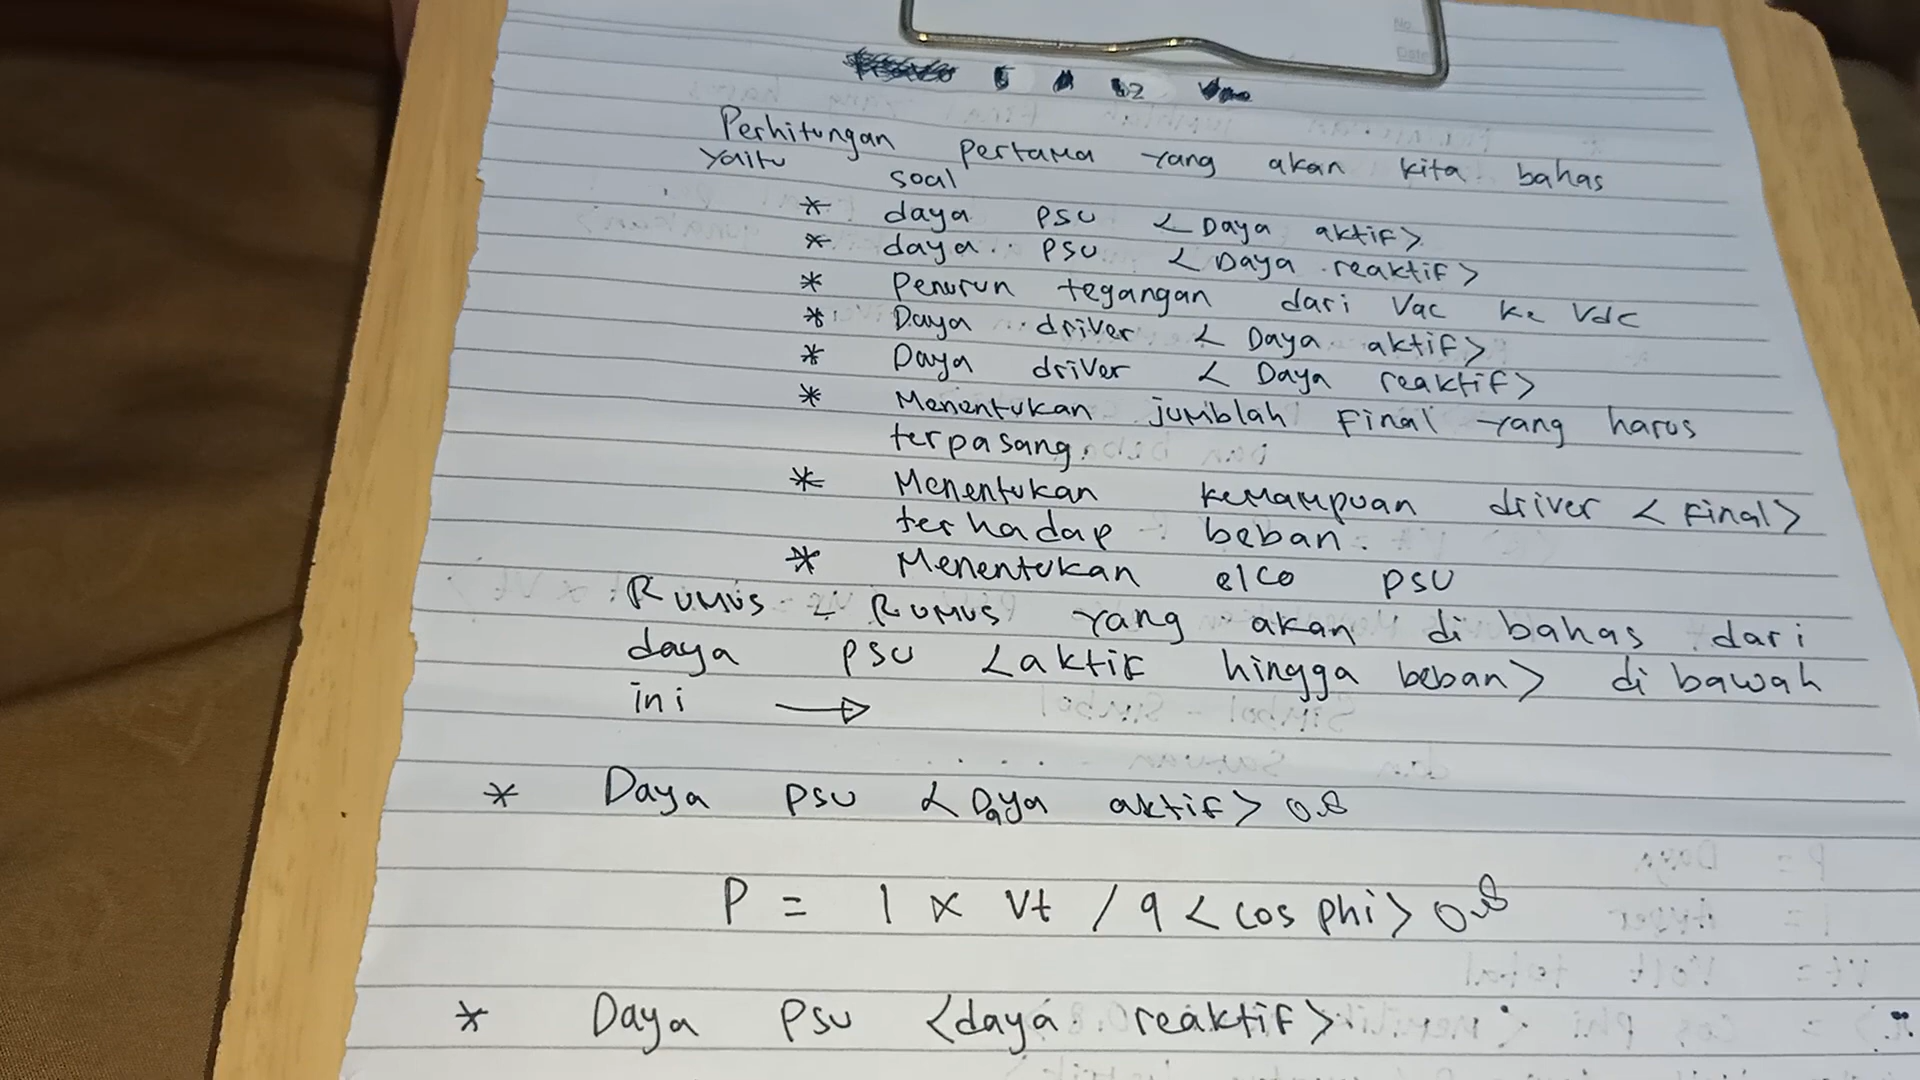 No
Date
Perhitungan pertama yang akan kita bahas
yaitu soal
* daya PSU <Daya aktif>
* daya PSU <Daya reaktif>
* Penurun tegangan dari Vac ke Vdc
* Daya driver <Daya aktif>
* Daya driver <Daya reaktif>
* Menentukan jumblah Final yang harus
terpasang.
* Menentukan kemampuan driver <Final>
terhadap beban.
* Menentukan elco PSU
Rumus - Rumus yang akan di bahas dari
daya PSU <aktif hingga beban> di bawah
ini →
* Daya PSU <Daya aktif> 0.8
P = 1 x Vt / 9 <cos phi> 0.8
* Daya PSU <daya reaktif>